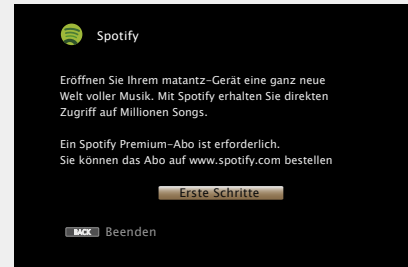 Spotify
Eröffnen Sie Ihrem matantz-Gerät eine ganz neue
Welt voller Musik. Mit Spotify erhalten Sie direkten
Zugriff auf Millionen Songs.
Ein Spotify Premium-Abo ist erforderlich.
Sie können das Abo auf www.spotify.com bestellen
Erste Schritte
BACK Beenden